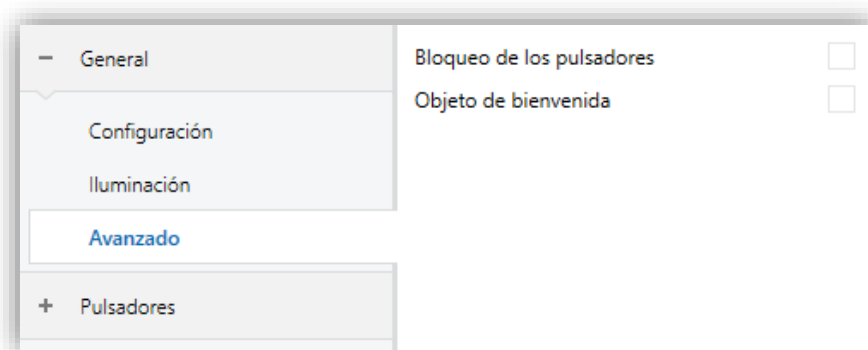 General
Configuración
Iluminación
Avanzado
Pulsadores
Bloqueo de los pulsadores
Objeto de bienvenida